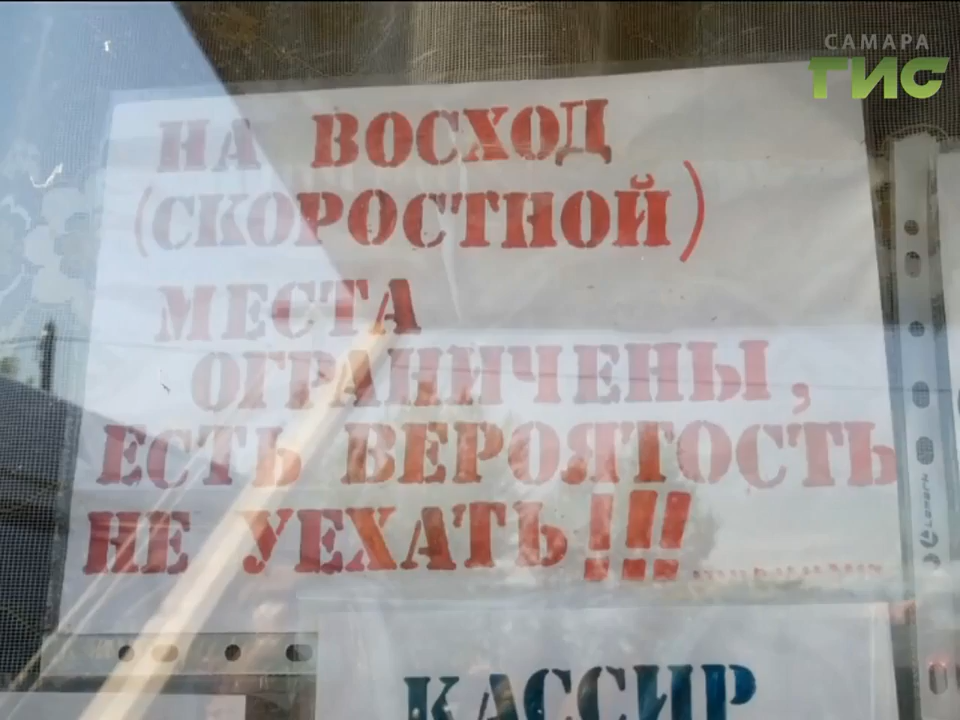 САМАРА
ГИС
НА ВОСХОД
(СКОРОСТНОЙ)
МЕСТА
ОГРАНИЧЕНЫ,
ЕСТЬ ВЕРОЯТОСТЬ
НЕ УЕХАТЬ!!!
КАССИР